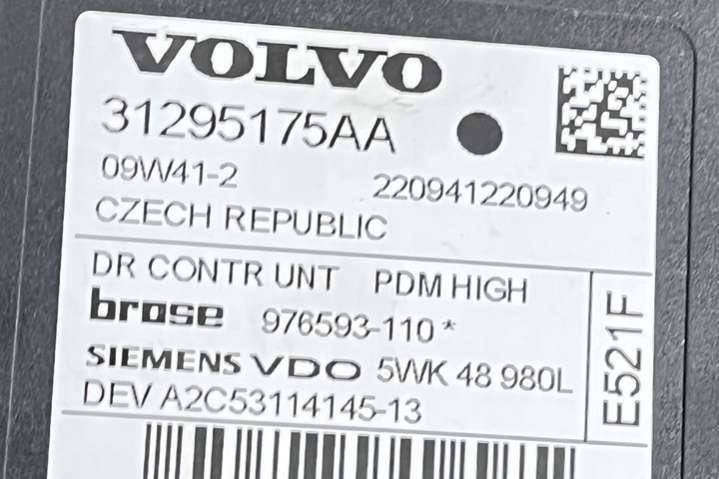 VOLVO
31295175AA
09W41-2 220941220949
CZECH REPUBLIC
DR CONTR UNT PDM HIGH
brose 976593-110 *
SIEMENS VDO 5WK 48 980L
DEV A2C53114145-13
E521F